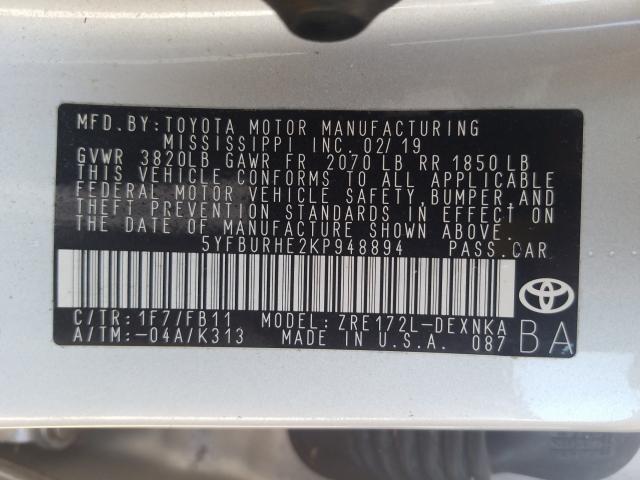 MFD.BY:TOYOTA MOTOR MANUFACTURING
MISSISSIPPI INC. 02/19
GVWR 3820LB GAWR FR 2070 LB RR 1850 LB
THIS VEHICLE CONFORMS TO ALL APPLICABLE
FEDERAL MOTOR VEHICLE SAFETY, BUMPER, AND
THEFT PREVENTION STANDARDS IN EFFECT ON
THE DATE OF MANUFACTURE SHOWN ABOVE.
5YFBURHE2KP948894 PASS.CAR
C/TR:1F7/FB11 MODEL:ZRE172L-DEXNKA
A/TM:-04A/K313 MADE IN U.S.A. 087
BA